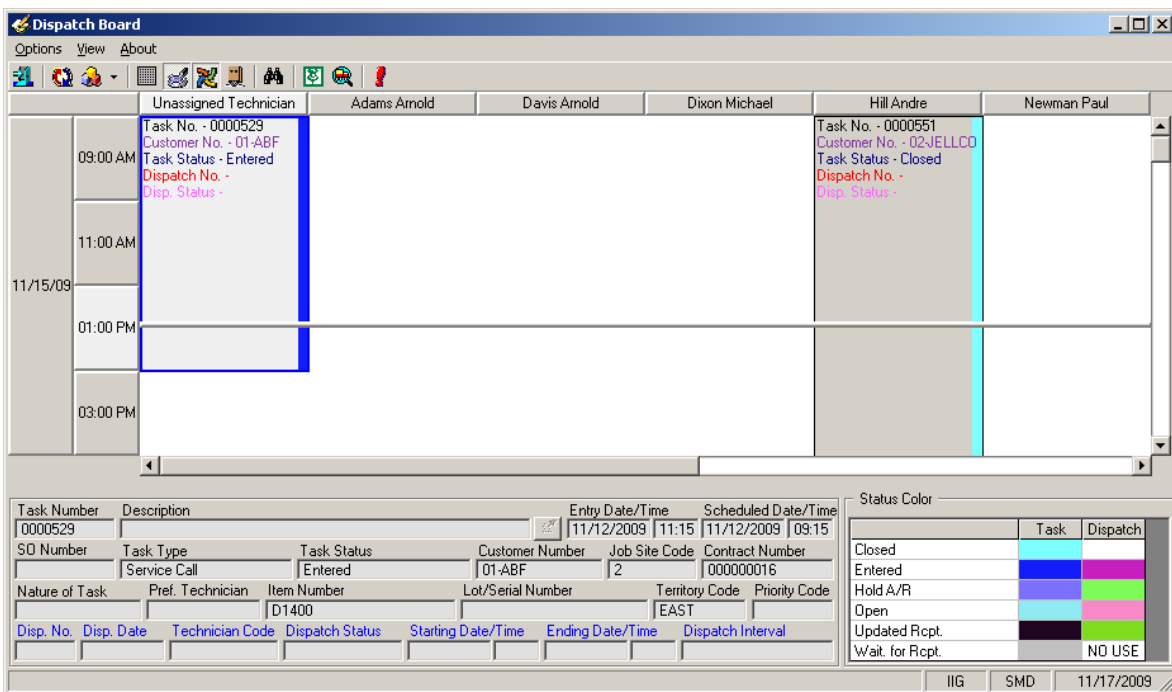 Dispatch Board
Options View About
Unassigned Technician Adams Arnold Davis Arnold Dixon Michael Hill Andre Newman Paul
11/15/09
09:00 AM
11:00 AM
01:00 PM
03:00 PM
Task No. - 0000529
Customer No. - 01-ABF
Task Status - Entered
Dispatch No. -
Disp. Status -
Task No. - 0000551
Customer No. - 02-JELLCO
Task Status - Closed
Dispatch No. -
Disp. Status -
Task Number Description Entry Date/Time Scheduled Date/Time
0000529 11/12/2009 11:15 11/12/2009 09:15
SO Number Task Type Task Status Customer Number Job Site Code Contract Number
Service Call Entered 01-ABF 2 000000016
Nature of Task Pref. Technician Item Number Lot/Serial Number Territory Code Priority Code
D1400 EAST
Disp. No. Disp. Date Technician Code Dispatch Status Starting Date/Time Ending Date/Time Dispatch Interval
Status Color
Task Dispatch
Closed
Entered
Hold A/R
Open
Updated Rcpt.
Wait. for Rcpt. NO USE
IIG SMD 11/17/2009